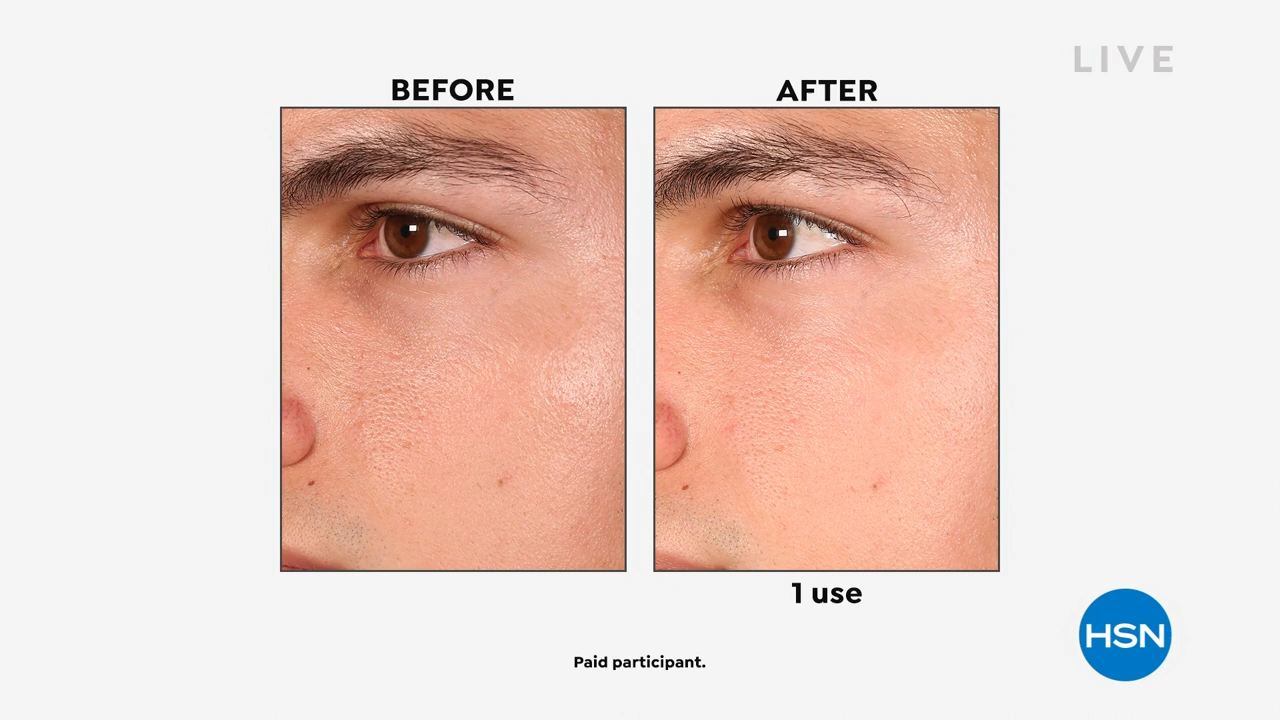 LIVE
BEFORE
AFTER
1 use
Paid participant.
HSN